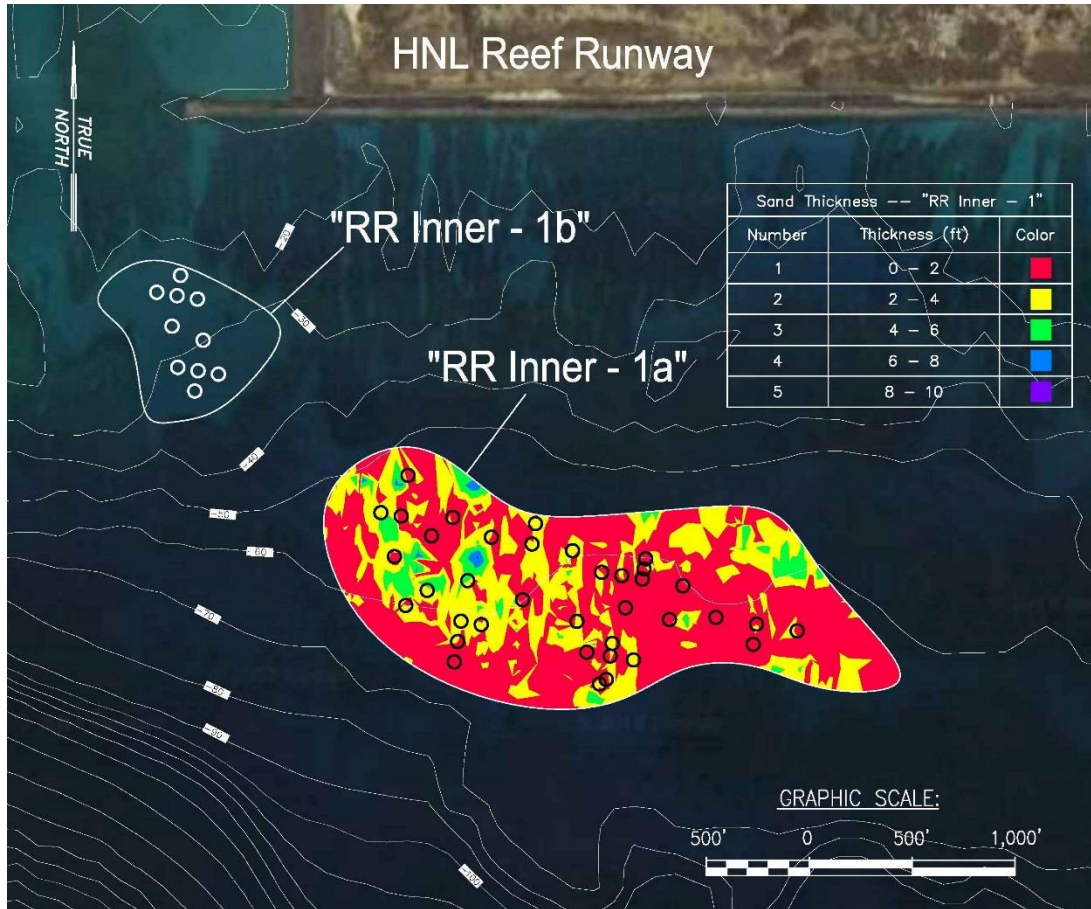 HNL Reef Runway
TRUE
NORTH
"RR Inner - 1b"
"RR Inner - 1a"
Sand Thickness -- "RR Inner - 1"
Number Thickness (ft) Color
1 0 - 2
2 2 - 4
3 4 - 6
4 6 - 8
5 8 - 10
-20
-30
-40
-50
-60
-70
-80
-90
-100
GRAPHIC SCALE:
500' 0 500' 1,000'